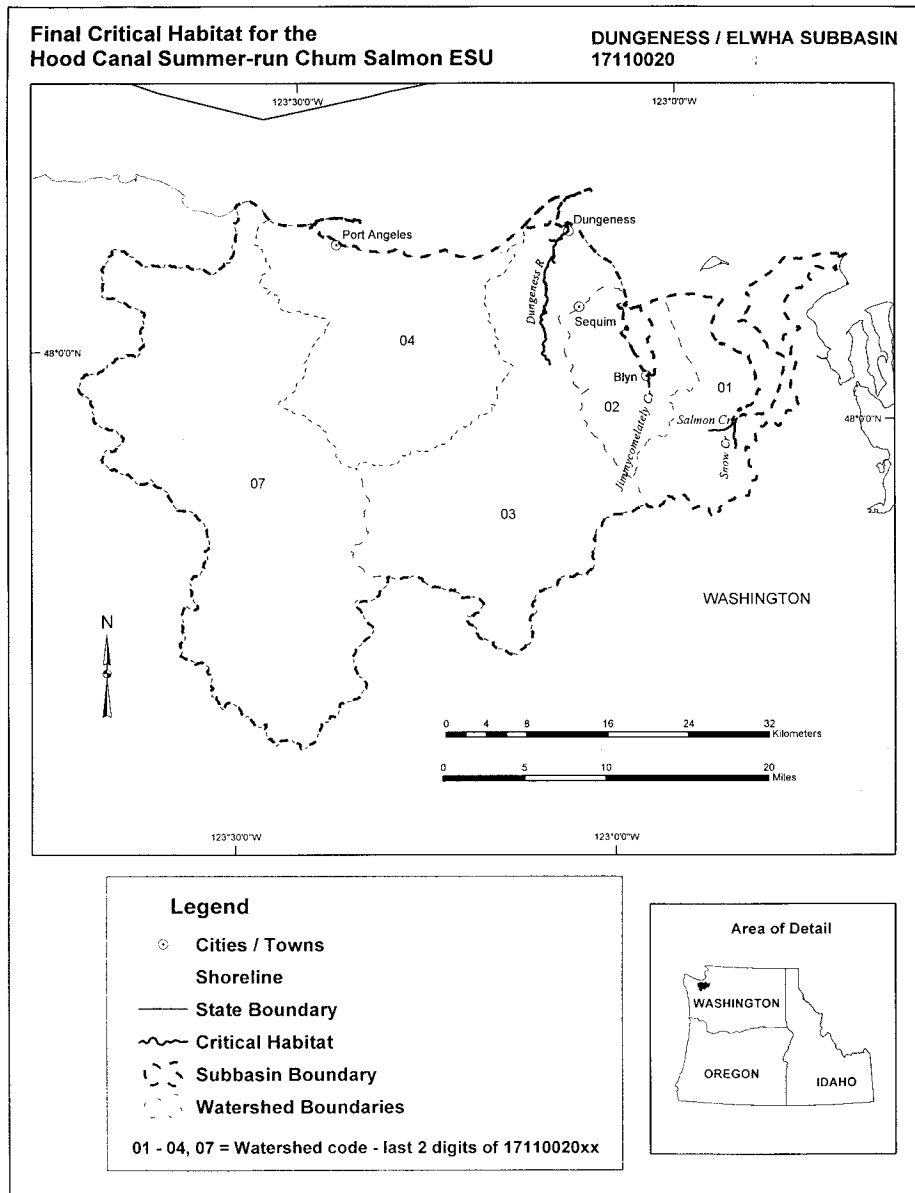 Final Critical Habitat for the
Hood Canal Summer-run Chum Salmon ESU
DUNGENESS / ELWHA SUBBASIN
17110020
123°30'0"W
123°0'0"W
Dungeness
Port Angeles
Dungeness R
Sequim
48°0'0"N
04
Blyn
01
02
48°0'0"N
Salmon Cr
Jimmycomelately Cr
Snow Cr
07
03
WASHINGTON
N
0 4 8 16 24 32
Kilometers
0 5 10 20
Miles
123°30'0"W
123°0'0"W
Legend
Cities / Towns
Shoreline
State Boundary
Critical Habitat
Subbasin Boundary
Watershed Boundaries
01 - 04, 07 = Watershed code - last 2 digits of 17110020xx
Area of Detail
WASHINGTON
OREGON
IDAHO